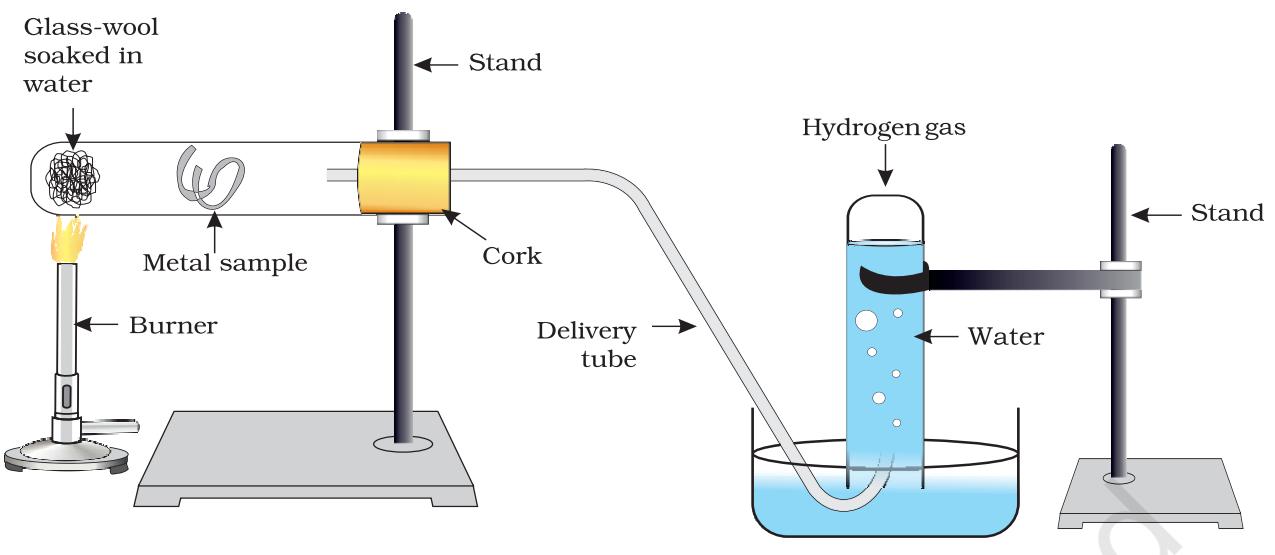 Glass-wool
soaked in
water
Stand
Hydrogen gas
Stand
Metal sample
Cork
Burner
Delivery
tube
Water